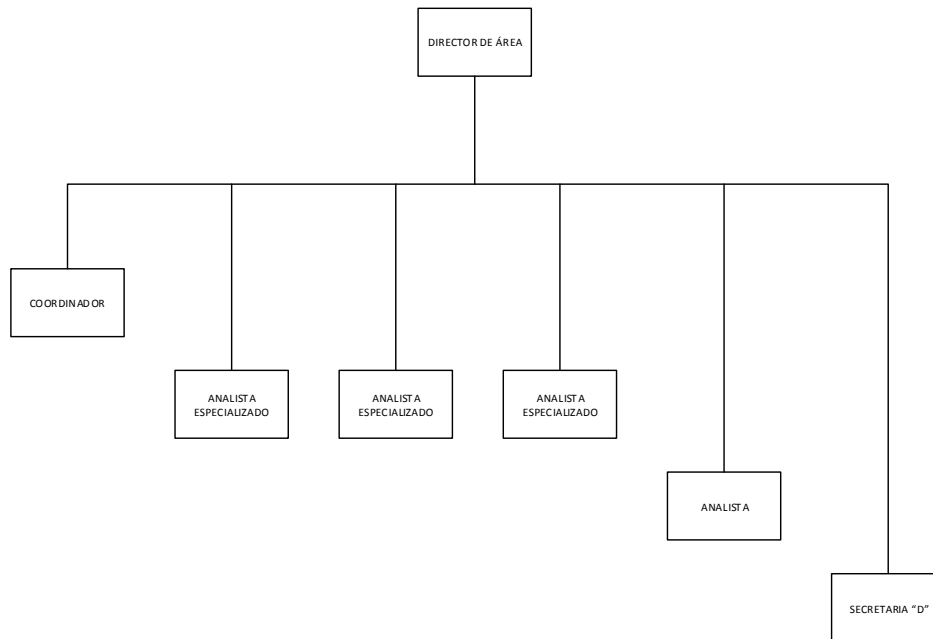 DIRECTOR DE ÁREA
COORDINADOR
ANALISTA
ESPECIALIZADO
ANALISTA
ESPECIALIZADO
ANALISTA
ESPECIALIZADO
ANALISTA
SECRETARIA “D”